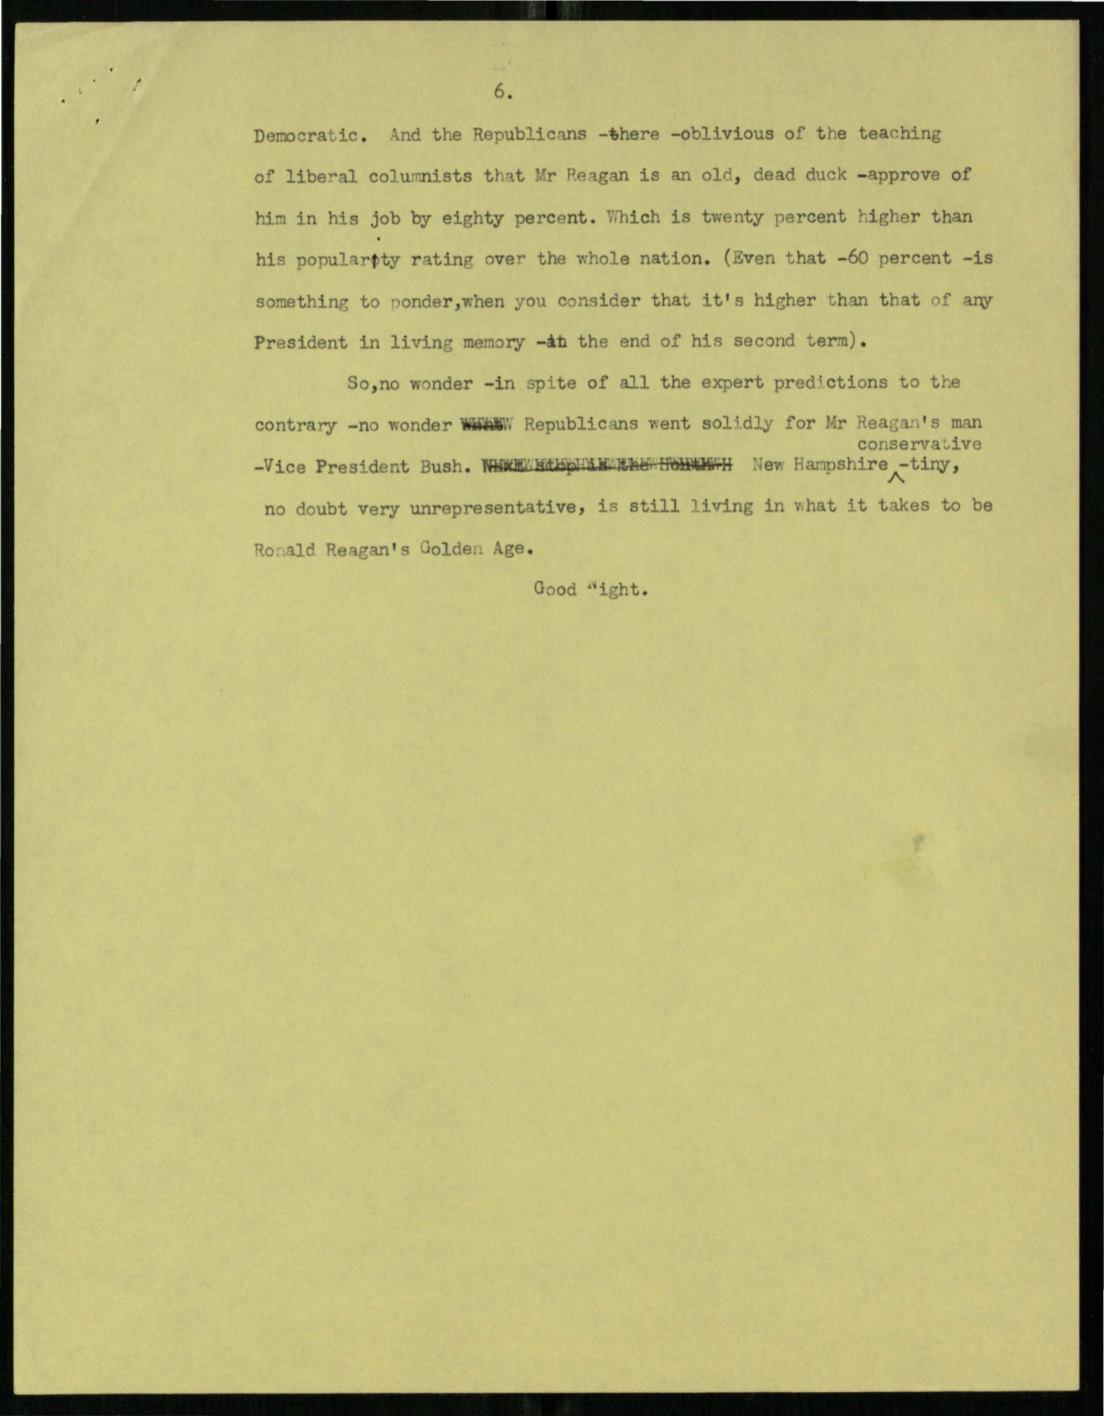 6.
Democratic. And the Republicans -there -oblivious of the teaching
of liberal columnists that Mr Reagan is an old, dead duck -approve of
him in his job by eighty percent. Which is twenty percent higher than
his popularity rating over the whole nation. (Even that -60 percent -is
something to ponder,when you consider that it's higher than that of any
President in living memory -at the end of his second term).
So,no wonder -in spite of all the expert predictions to the
contrary -no wonder Republicans went solidly for Mr Reagan's man
conservative
-Vice President Bush. New Hampshire -tiny,
no doubt very unrepresentative, is still living in what it takes to be
Ronald Reagan's Golden Age.
Good Night.